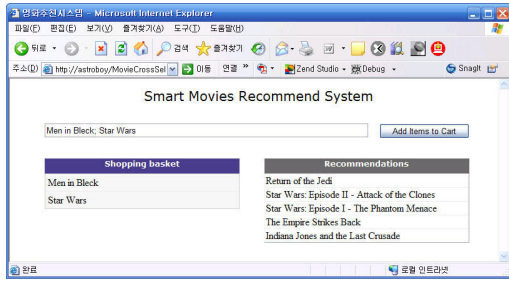 영화추천시스템 - Microsoft Internet Explorer
파일(F) 편집(E) 보기(V) 즐겨찾기(A) 도구(T) 도움말(H)
뒤로 검색 즐겨찾기
주소(D) http://astroboy/MovieCrossSel 이동 연결 » Zend Studio Debug SnagIt
Smart Movies Recommend System
Men in Bleck; Star Wars Add Items to Cart
Shopping basket Recommendations
Men in Bleck Return of the Jedi
Star Wars Star Wars: Episode II - Attack of the Clones
Star Wars: Episode I - The Phantom Menace
The Empire Strikes Back
Indiana Jones and the Last Crusade
완료 로컬 인트라넷